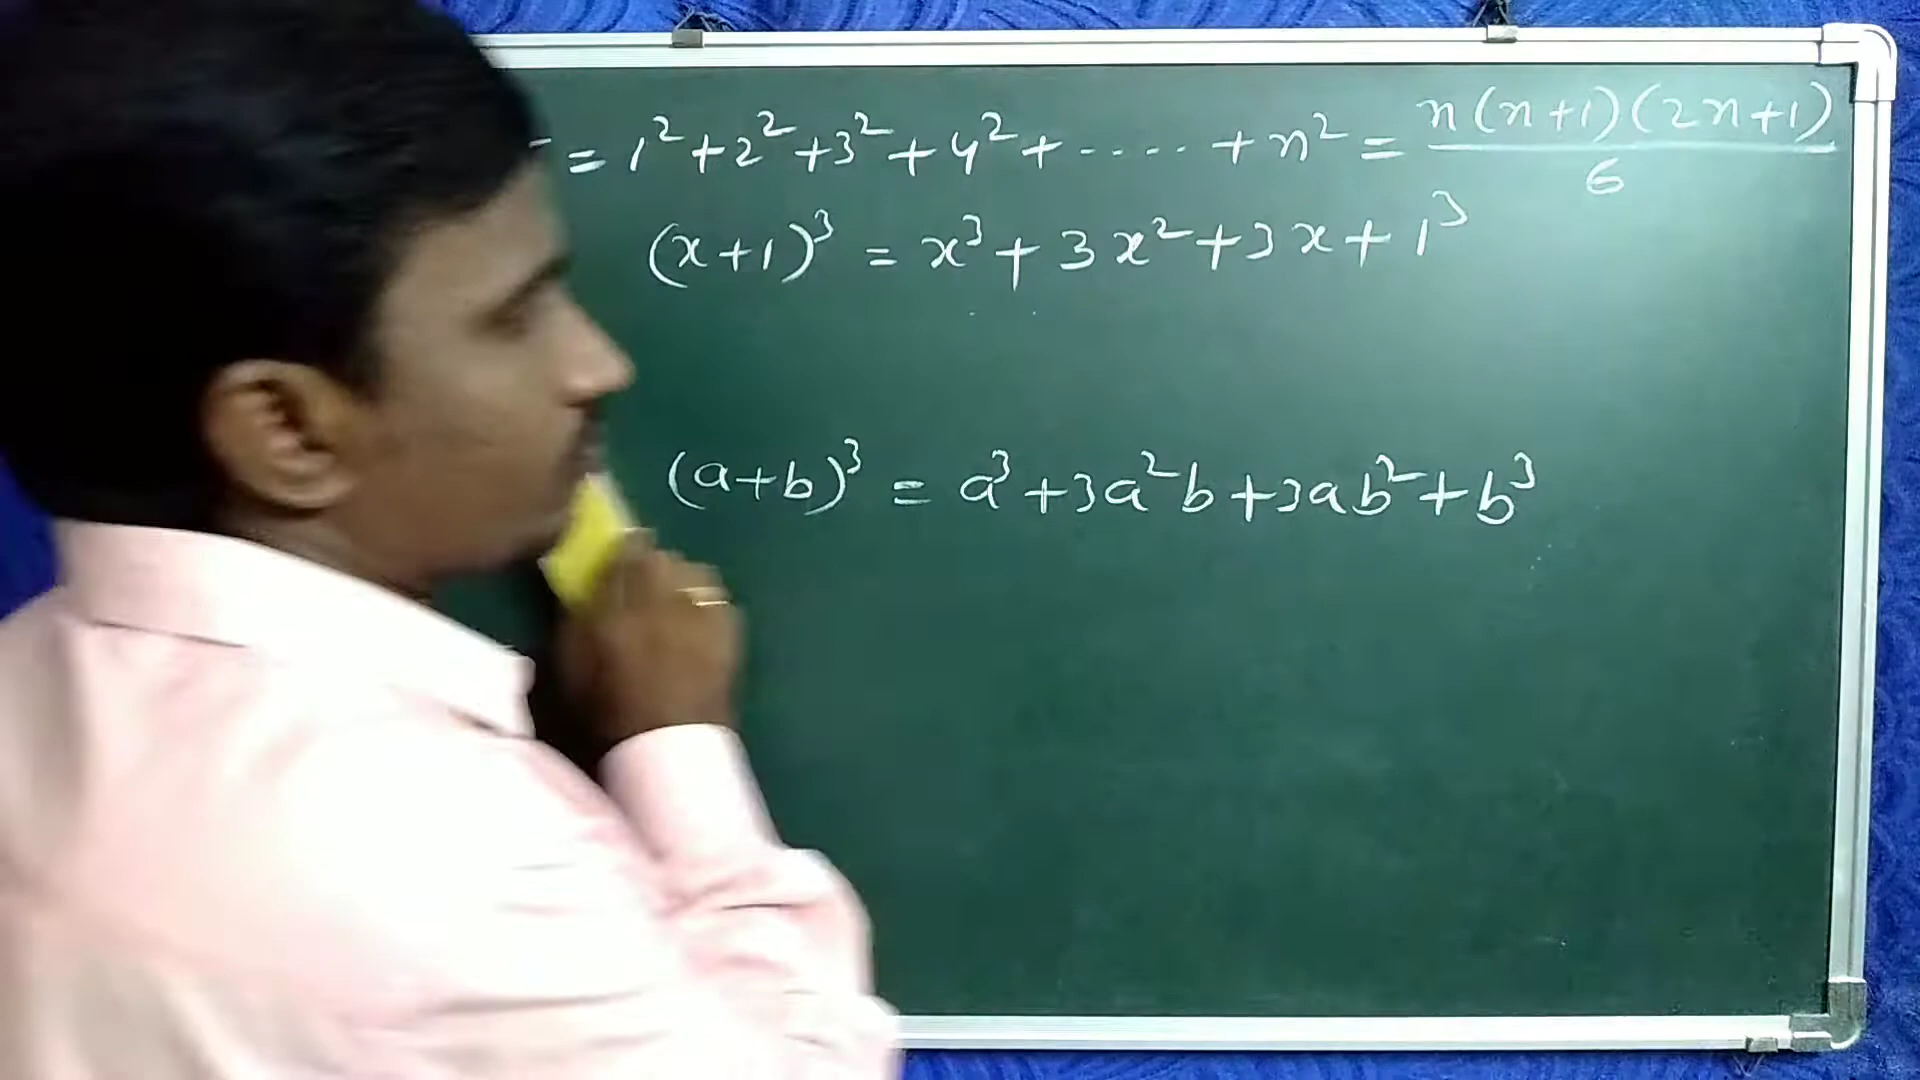 = 1² + 2² + 3² + 4² + ..... + n² = n(n+1)(2n+1)/6
(x+1)³ = x³ + 3x² + 3x + 1³
(a+b)³ = a³ + 3a²b + 3ab² + b³